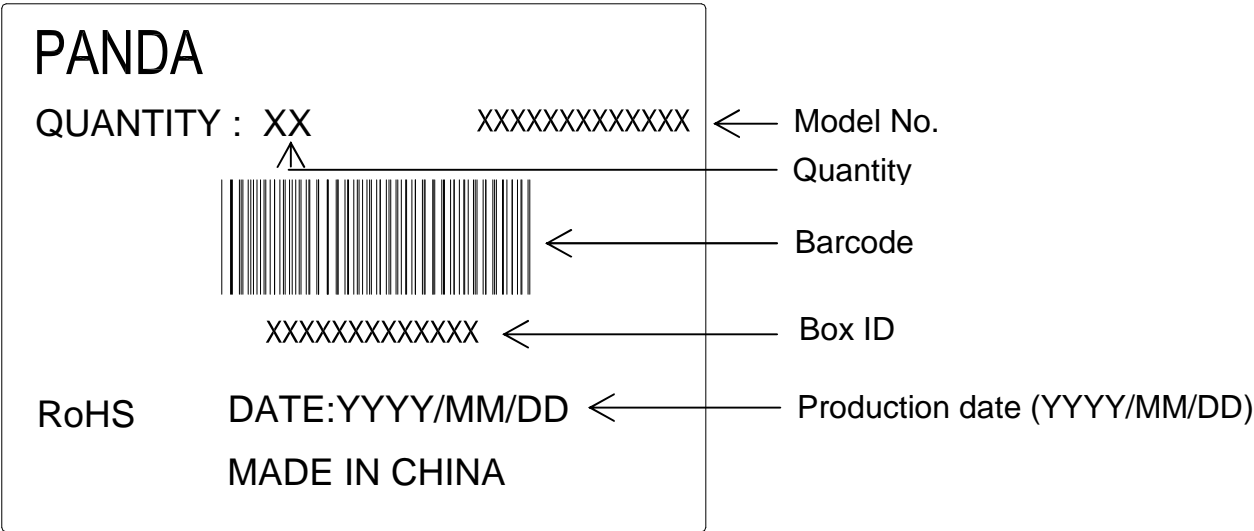 PANDA
QUANTITY : XX XXXXXXXXXXXXX Model No.
Quantity
Barcode
XXXXXXXXXXXXX Box ID
RoHS DATE:YYYY/MM/DD Production date (YYYY/MM/DD)
MADE IN CHINA